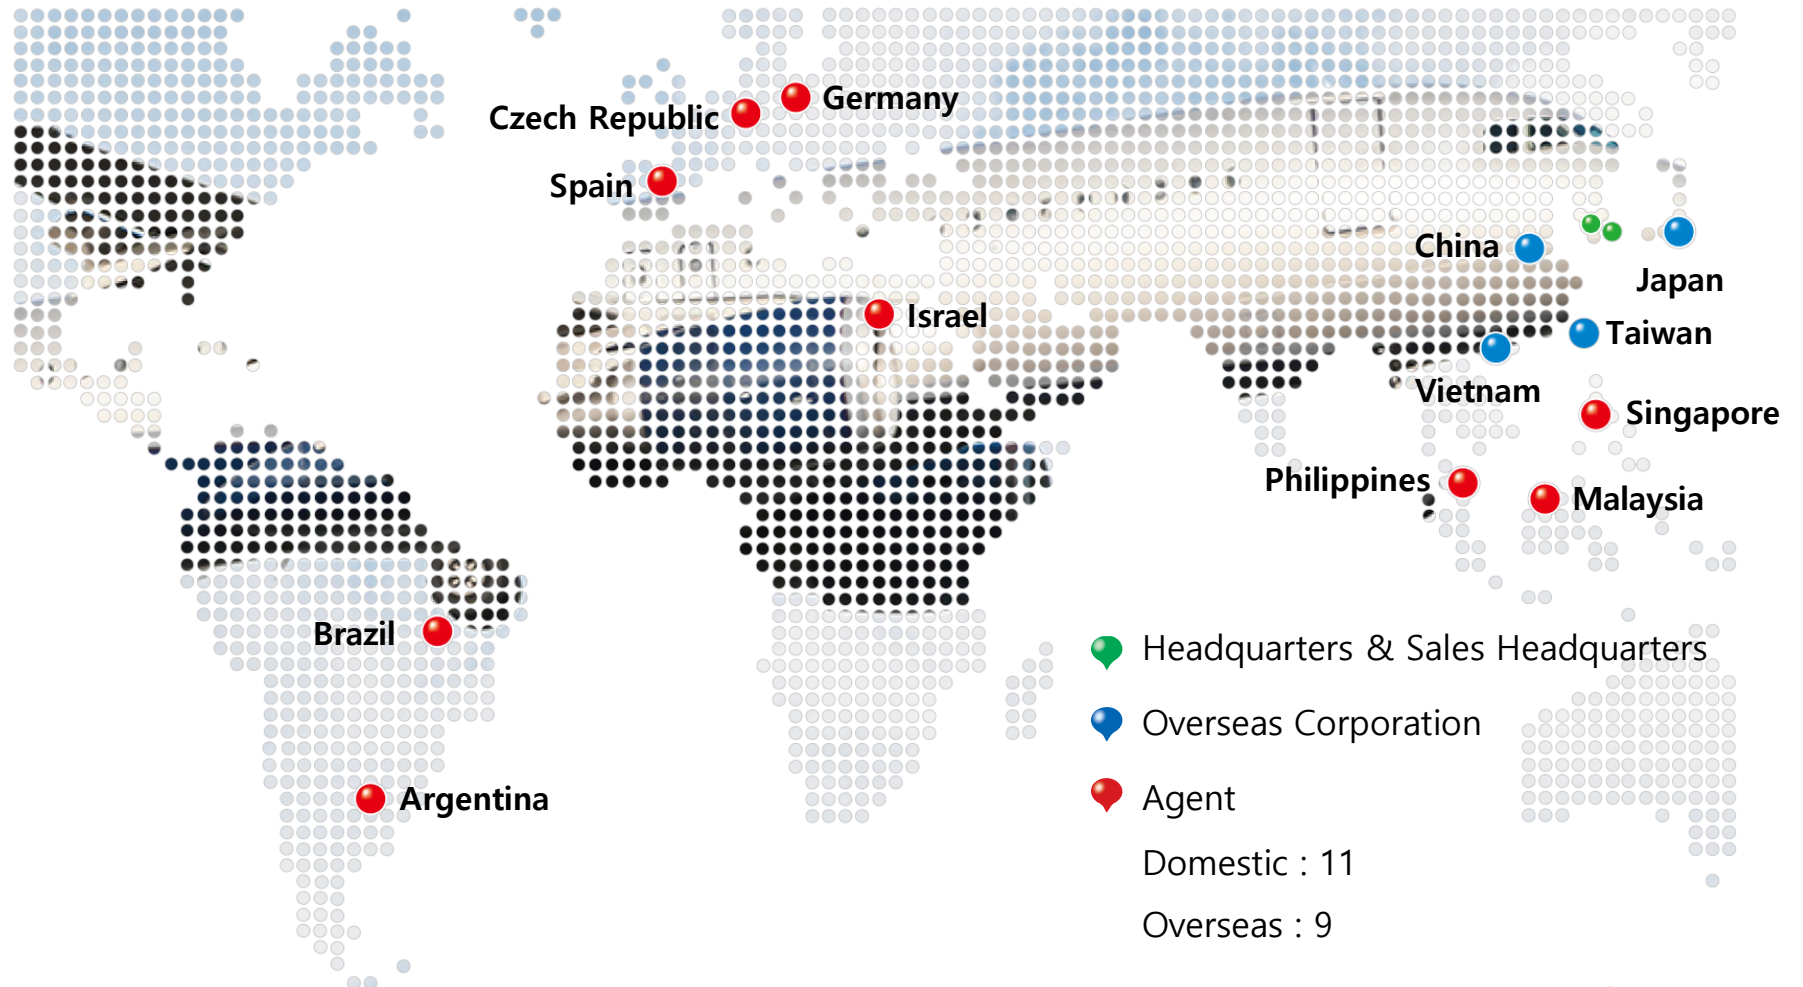 Germany
Czech Republic
Spain
China
Japan
Israel
Taiwan
Vietnam
Singapore
Philippines
Malaysia
Brazil
Argentina
Headquarters & Sales Headquarters
Overseas Corporation
Agent
Domestic : 11
Overseas : 9